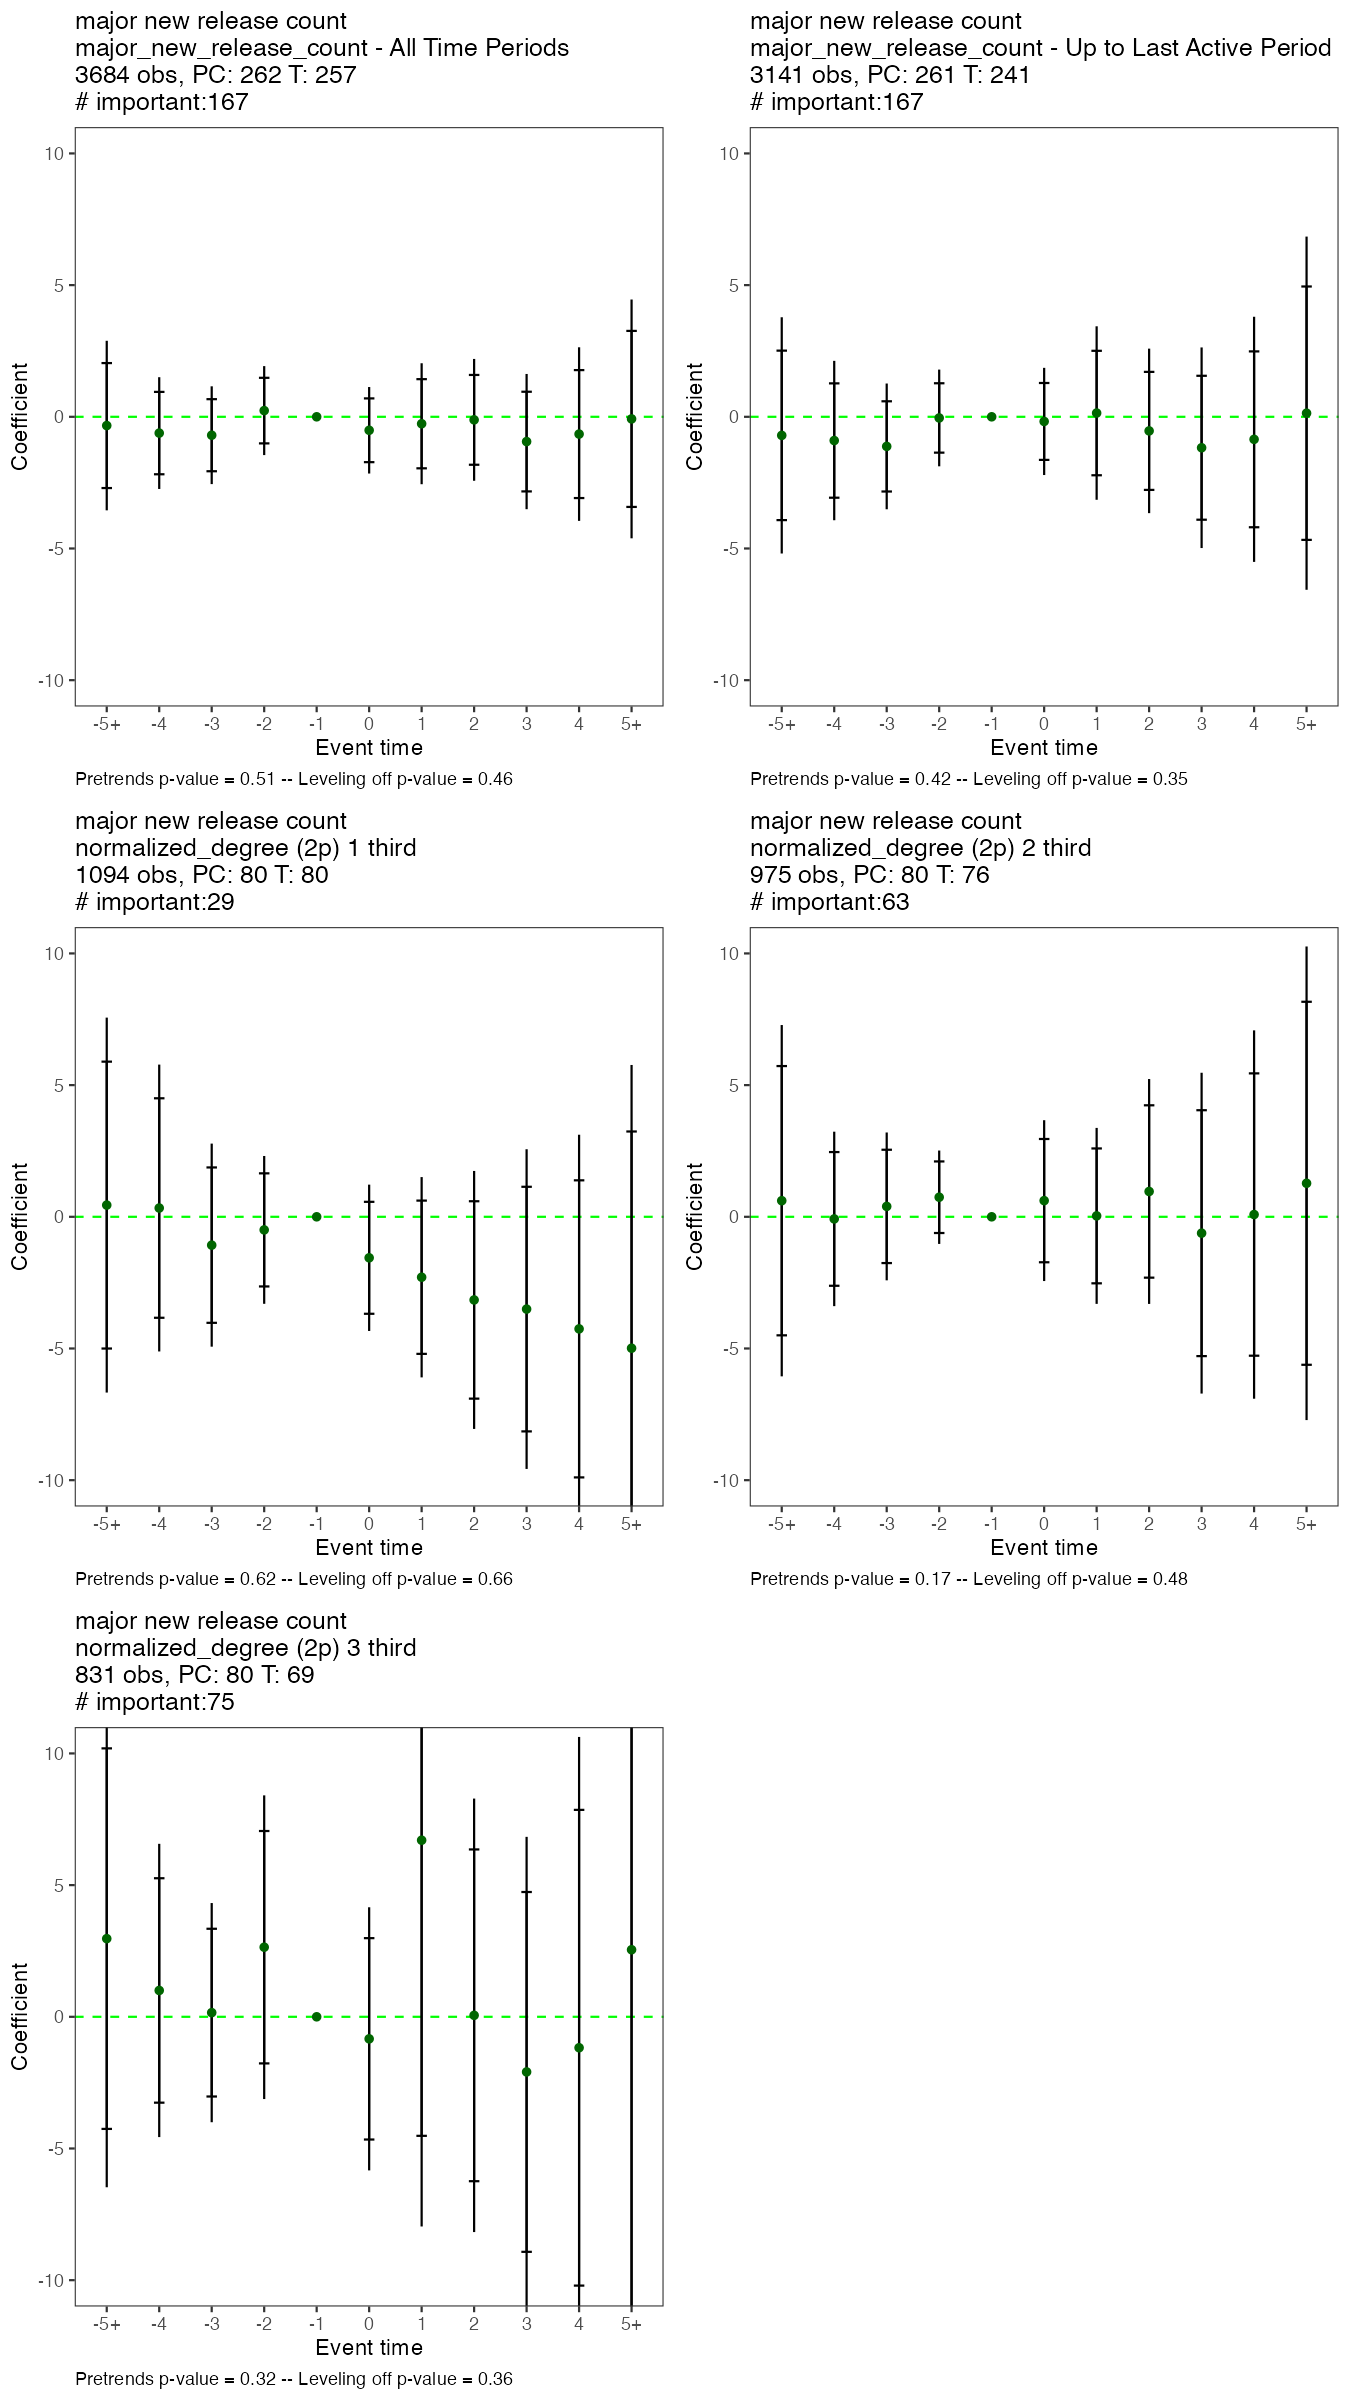 major new release count
major_new_release_count - All Time Periods
3684 obs, PC: 262 T: 257
# important:167
10
5
0
-5
-10
Coefficient
-5+ -4 -3 -2 -1 0 1 2 3 4 5+
Event time
Pretrends p-value = 0.51 -- Leveling off p-value = 0.46
major new release count
major_new_release_count - Up to Last Active Period
3141 obs, PC: 261 T: 241
# important:167
10
5
0
-5
-10
Coefficient
-5+ -4 -3 -2 -1 0 1 2 3 4 5+
Event time
Pretrends p-value = 0.42 -- Leveling off p-value = 0.35
major new release count
normalized_degree (2p) 1 third
1094 obs, PC: 80 T: 80
# important:29
10
5
0
-5
-10
Coefficient
-5+ -4 -3 -2 -1 0 1 2 3 4 5+
Event time
Pretrends p-value = 0.62 -- Leveling off p-value = 0.66
major new release count
normalized_degree (2p) 2 third
975 obs, PC: 80 T: 76
# important:63
10
5
0
-5
-10
Coefficient
-5+ -4 -3 -2 -1 0 1 2 3 4 5+
Event time
Pretrends p-value = 0.17 -- Leveling off p-value = 0.48
major new release count
normalized_degree (2p) 3 third
831 obs, PC: 80 T: 69
# important:75
10
5
0
-5
-10
Coefficient
-5+ -4 -3 -2 -1 0 1 2 3 4 5+
Event time
Pretrends p-value = 0.32 -- Leveling off p-value = 0.36